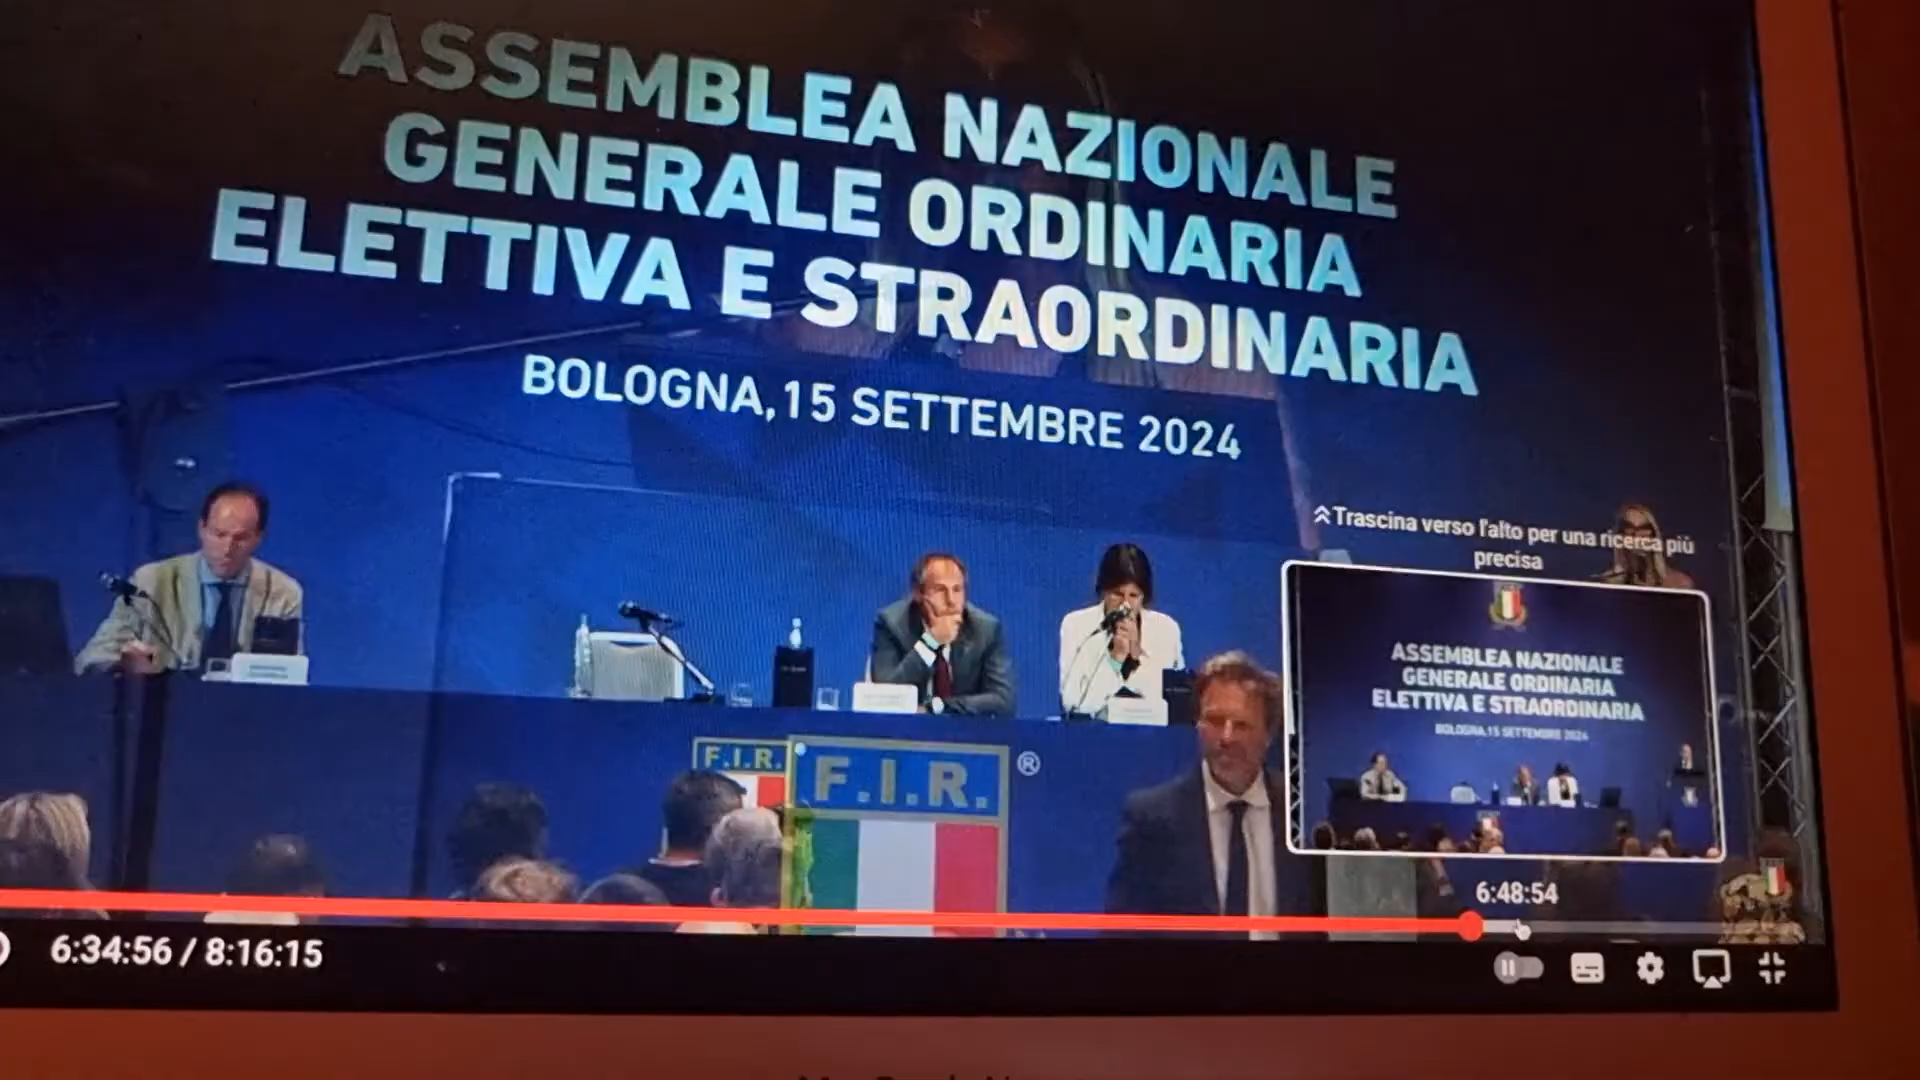 ASSEMBLEA NAZIONALE
GENERALE ORDINARIA
ELETTIVA E STRAORDINARIA
BOLOGNA, 15 SETTEMBRE 2024
Trascina verso l'alto per una ricerca più
precisa
ASSEMBLEA NAZIONALE
GENERALE ORDINARIA
ELETTIVA E STRAORDINARIA
BOLOGNA, 15 SETTEMBRE 2024
F.I.R.
F.I.R. ®
6:48:54
6:34:56 / 8:16:15